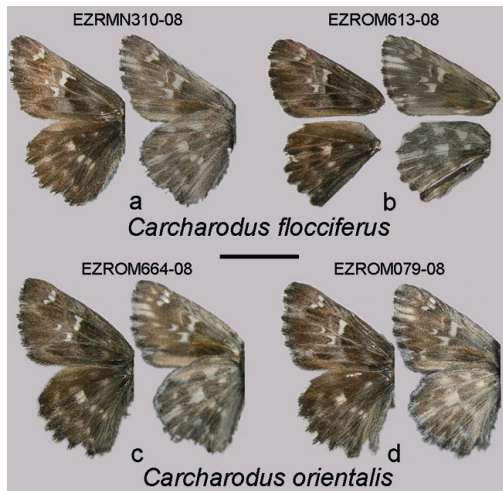 EZRMN310-08 EZROM613-08
a b
Carcharodus flocciferus
EZROM664-08 EZROM079-08
c d
Carcharodus orientalis